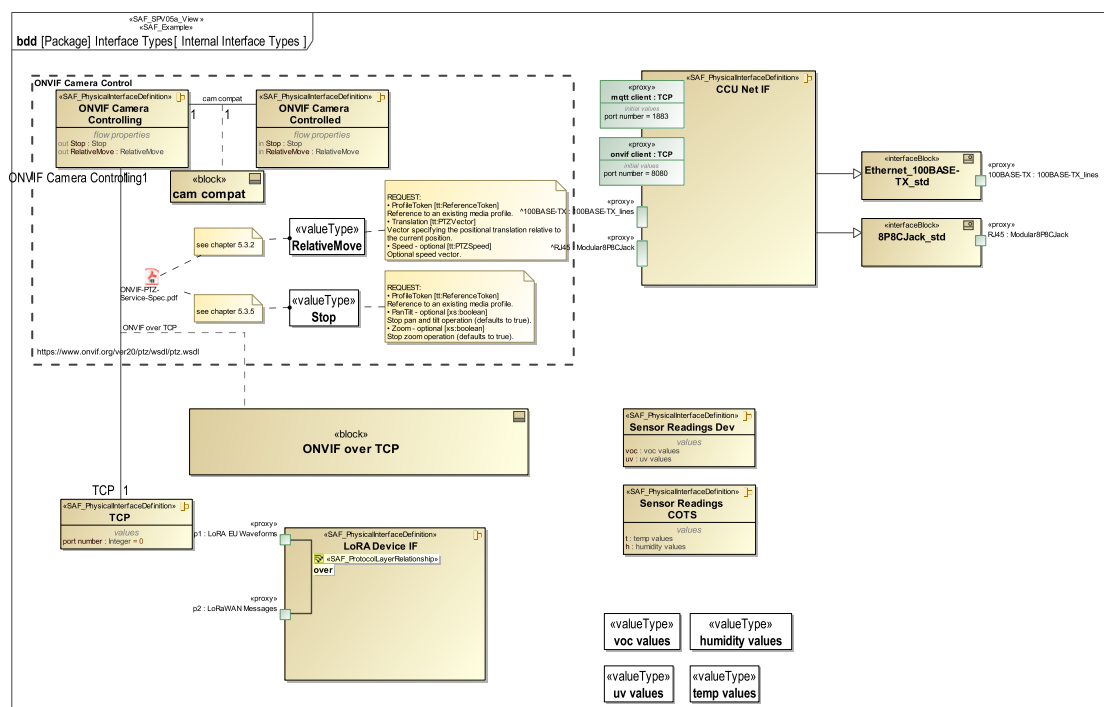 «SAF_SPV05a_View »
«SAF_Example»
bdd [Package] Interface Types[ Internal Interface Types ]
ONVIF Camera Control
«SAF_PhysicalInterfaceDefinition»
ONVIF Camera
Controlling
flow properties
out Stop : Stop
out RelativeMove : RelativeMove
cam compat
1
1
«SAF_PhysicalInterfaceDefinition»
ONVIF Camera
Controlled
flow properties
in Stop : Stop
in RelativeMove : RelativeMove
ONVIF Camera Controlling1
«block»
cam compat
see chapter 5.3.2
«valueType»
RelativeMove
REQUEST:
• ProfileToken [tt:ReferenceToken]
Reference to an existing media profile.
• Translation [tt:PTZVector]
Vector specifying the positional translation relative to
the current position.
• Speed - optional [tt:PTZSpeed]
Optional speed vector.
ONVIF-PTZ-
Service-Spec.pdf
see chapter 5.3.5
«valueType»
Stop
REQUEST:
• ProfileToken [tt:ReferenceToken]
Reference to an existing media profile.
• PanTilt - optional [xs:boolean]
Stop pan and tilt operation (defaults to true).
• Zoom - optional [xs:boolean]
Stop zoom operation (defaults to true).
ONVIF over TCP
https://www.onvif.org/ver20/ptz/wsdl/ptz.wsdl
«block»
ONVIF over TCP
TCP 1
«SAF_PhysicalInterfaceDefinition»
TCP
values
port number : Integer = 0
«SAF_PhysicalInterfaceDefinition»
CCU Net IF
«proxy»
mqtt client : TCP
initial values
port number = 1883
«proxy»
onvif client : TCP
initial values
port number = 8080
«proxy»
^100BASE-TX : 100BASE-TX_lines
«proxy»
^RJ45 : Modular8P8CJack
«interfaceBlock»
Ethernet_100BASE-
TX_std
«proxy»
100BASE-TX : 100BASE-TX_lines
«interfaceBlock»
8P8CJack_std
«proxy»
RJ45 : Modular8P8CJack
«SAF_PhysicalInterfaceDefinition»
Sensor Readings Dev
values
voc : voc values
uv : uv values
«SAF_PhysicalInterfaceDefinition»
Sensor Readings
COTS
values
t : temp values
h : humidity values
«proxy»
p1 : LoRA EU Waveforms
«proxy»
p2 : LoRaWAN Messages
«SAF_PhysicalInterfaceDefinition»
LoRA Device IF
«SAF_ProtocolLayerRelationship»
over
«valueType»
voc values
«valueType»
humidity values
«valueType»
uv values
«valueType»
temp values